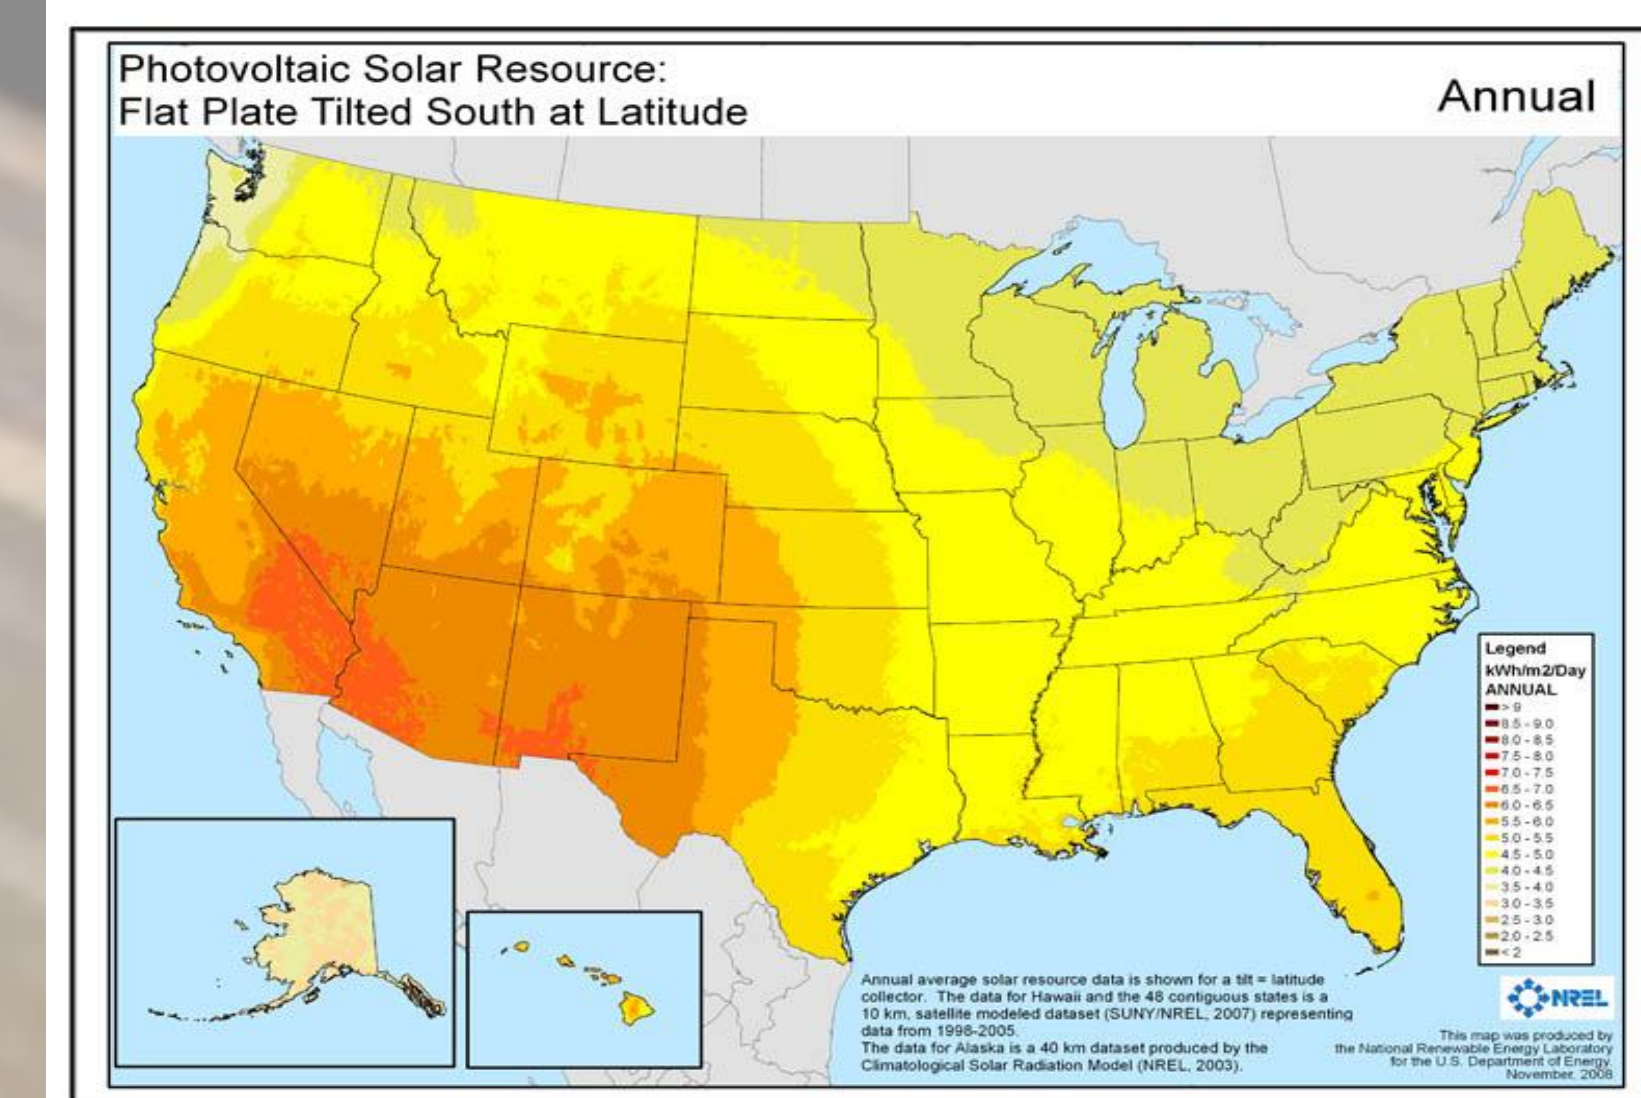 Photovoltaic Solar Resource:
Flat Plate Tilted South at Latitude
Annual
Legend
kWh/m2/Day
ANNUAL
> 9
8.5 - 9.0
8.0 - 8.5
7.5 - 8.0
7.0 - 7.5
6.5 - 7.0
6.0 - 6.5
5.5 - 6.0
5.0 - 5.5
4.5 - 5.0
4.0 - 4.5
3.5 - 4.0
3.0 - 3.5
2.5 - 3.0
2.0 - 2.5
< 2
Annual average solar resource data is shown for a tilt = latitude
collector. The data for Hawaii and the 48 contiguous states is a
10 km, satellite modeled dataset (SUNY/NREL, 2007) representing
data from 1998-2005.
The data for Alaska is a 40 km dataset produced by the
Climatological Solar Radiation Model (NREL, 2003).
NREL
This map was produced by
the National Renewable Energy Laboratory
for the U.S. Department of Energy.
November, 2008